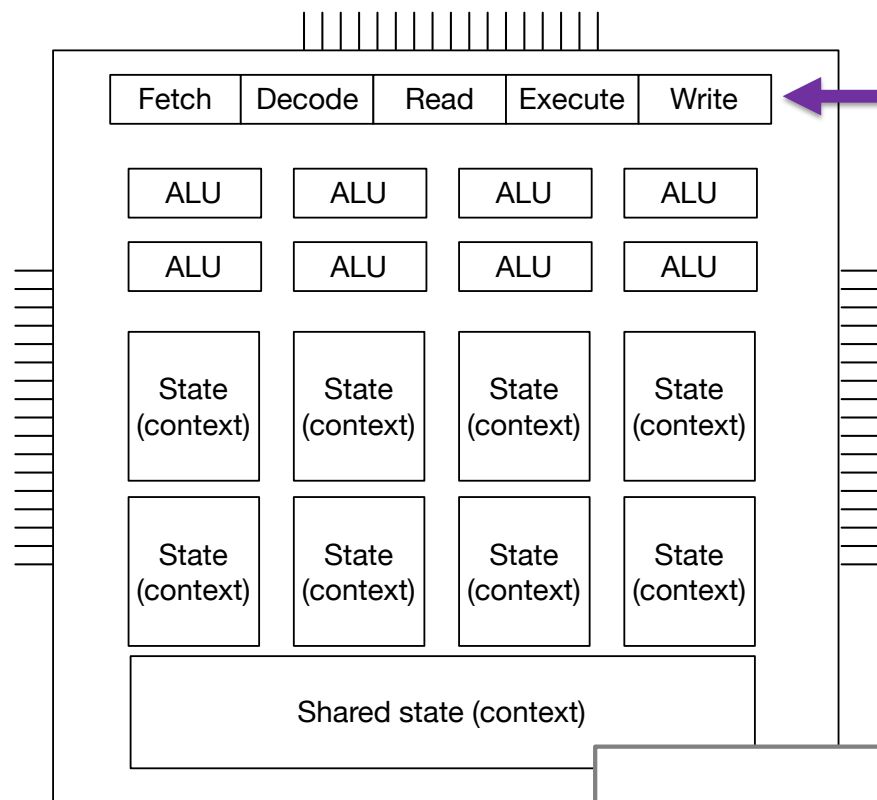 Fetch Decode Read Execute Write
ALU ALU ALU ALU
ALU ALU ALU ALU
State State State State
(context) (context) (context) (context)
State State State State
(context) (context) (context) (context)
Shared state (context)